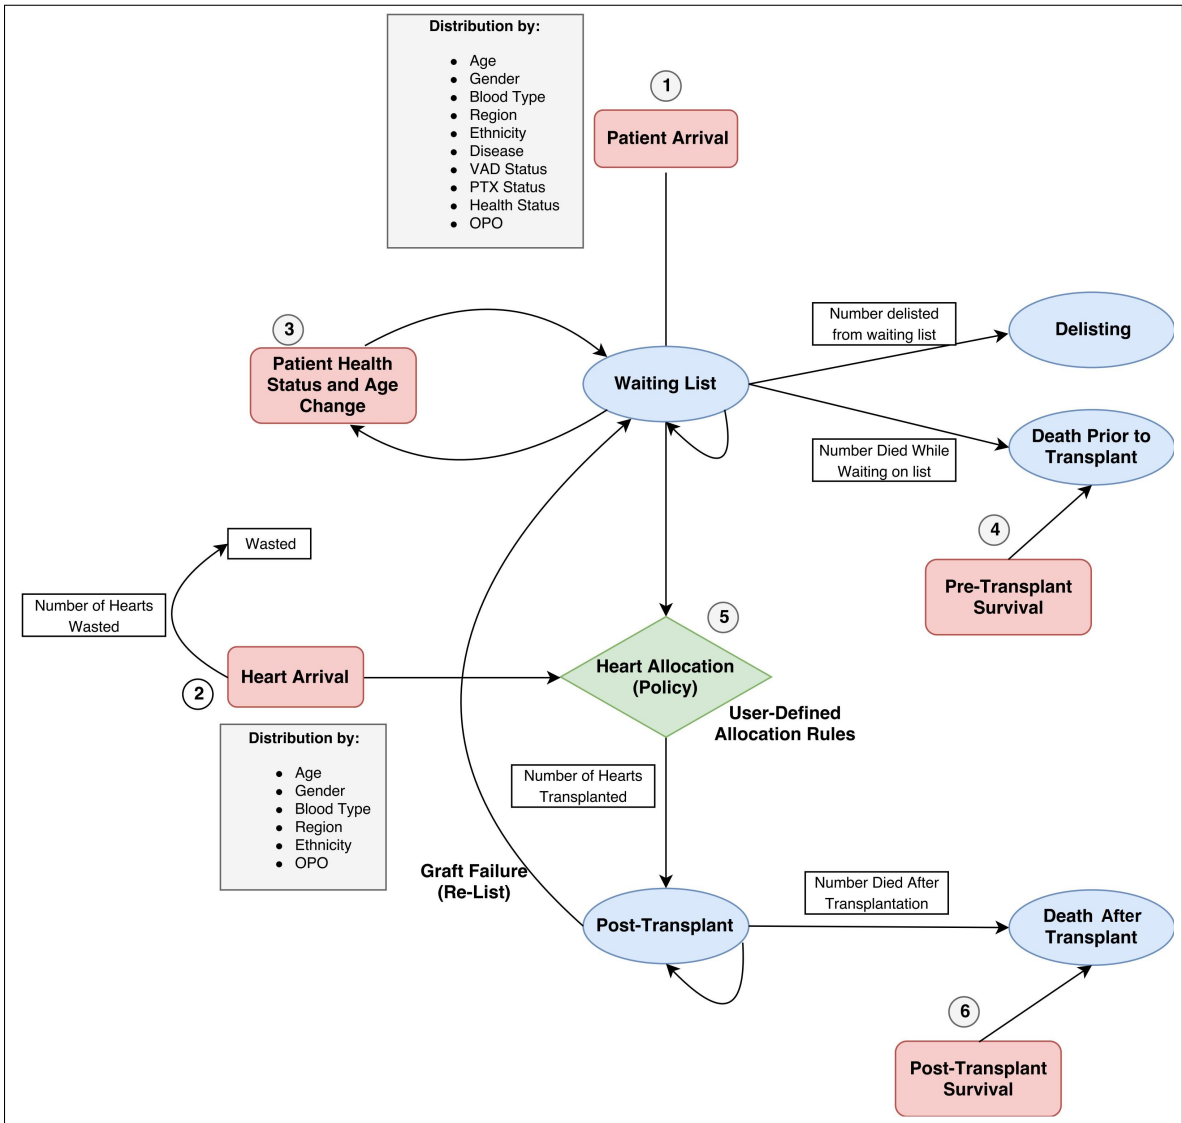 Distribution by:
● Age
● Gender
● Blood Type
● Region
● Ethnicity
● Disease
● VAD Status
● PTX Status
● Health Status
● OPO
1
Patient Arrival
3
Patient Health
Status and Age
Change
Waiting List
Number delisted
from waiting list
Delisting
Number Died While
Waiting on list
Death Prior to
Transplant
4
Pre-Transplant
Survival
Wasted
Number of Hearts
Wasted
2
Heart Arrival
Distribution by:
● Age
● Gender
● Blood Type
● Region
● Ethnicity
● OPO
5
Heart Allocation
(Policy)
User-Defined
Allocation Rules
Number of Hearts
Transplanted
Graft Failure
(Re-List)
Post-Transplant
Number Died After
Transplantation
Death After
Transplant
6
Post-Transplant
Survival